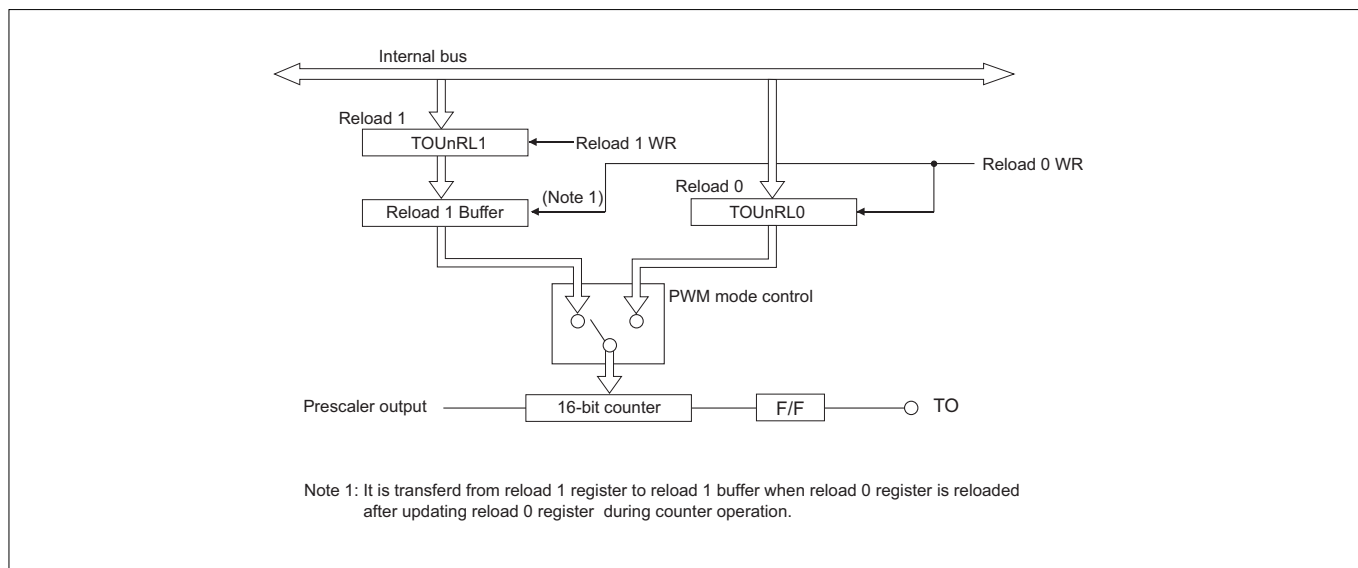 Internal bus
Reload 1
TOUnRL1
Reload 1 WR
Reload 0 WR
(Note 1)
Reload 0
Reload 1 Buffer
TOUnRL0
PWM mode control
Prescaler output
16-bit counter
F/F
TO
Note 1: It is transferd from reload 1 register to reload 1 buffer when reload 0 register is reloaded
after updating reload 0 register during counter operation.